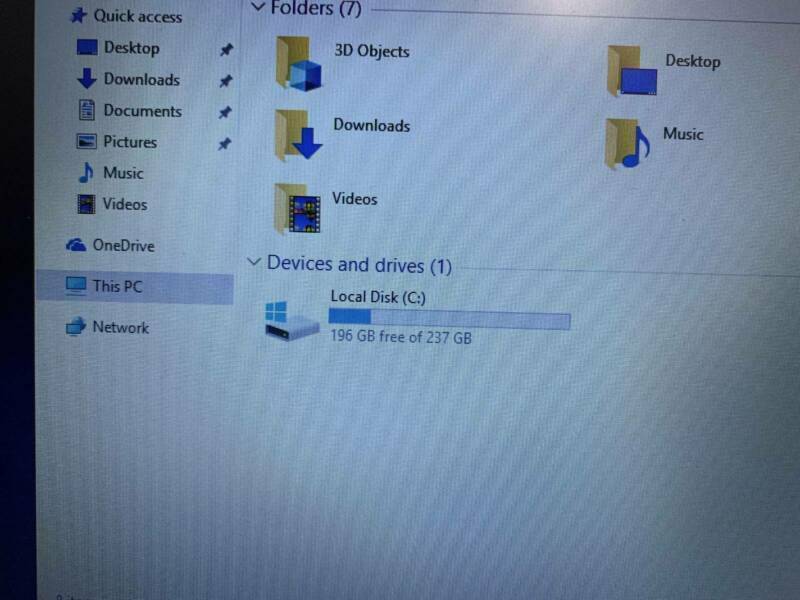 Quick access
Desktop
Downloads
Documents
Pictures
Music
Videos
OneDrive
This PC
Network
Folders (7)
3D Objects
Desktop
Downloads
Music
Videos
Devices and drives (1)
Local Disk (C:)
196 GB free of 237 GB